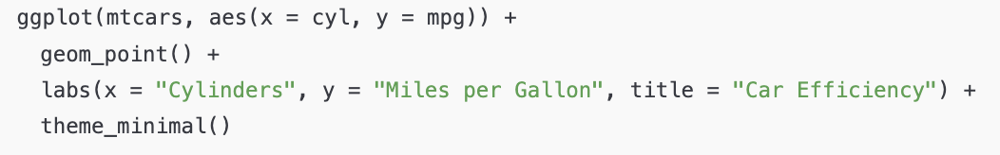 ggplot(mtcars, aes(x = cyl, y = mpg)) +
  geom_point() +
  labs(x = "Cylinders", y = "Miles per Gallon", title = "Car Efficiency") +
  theme_minimal()